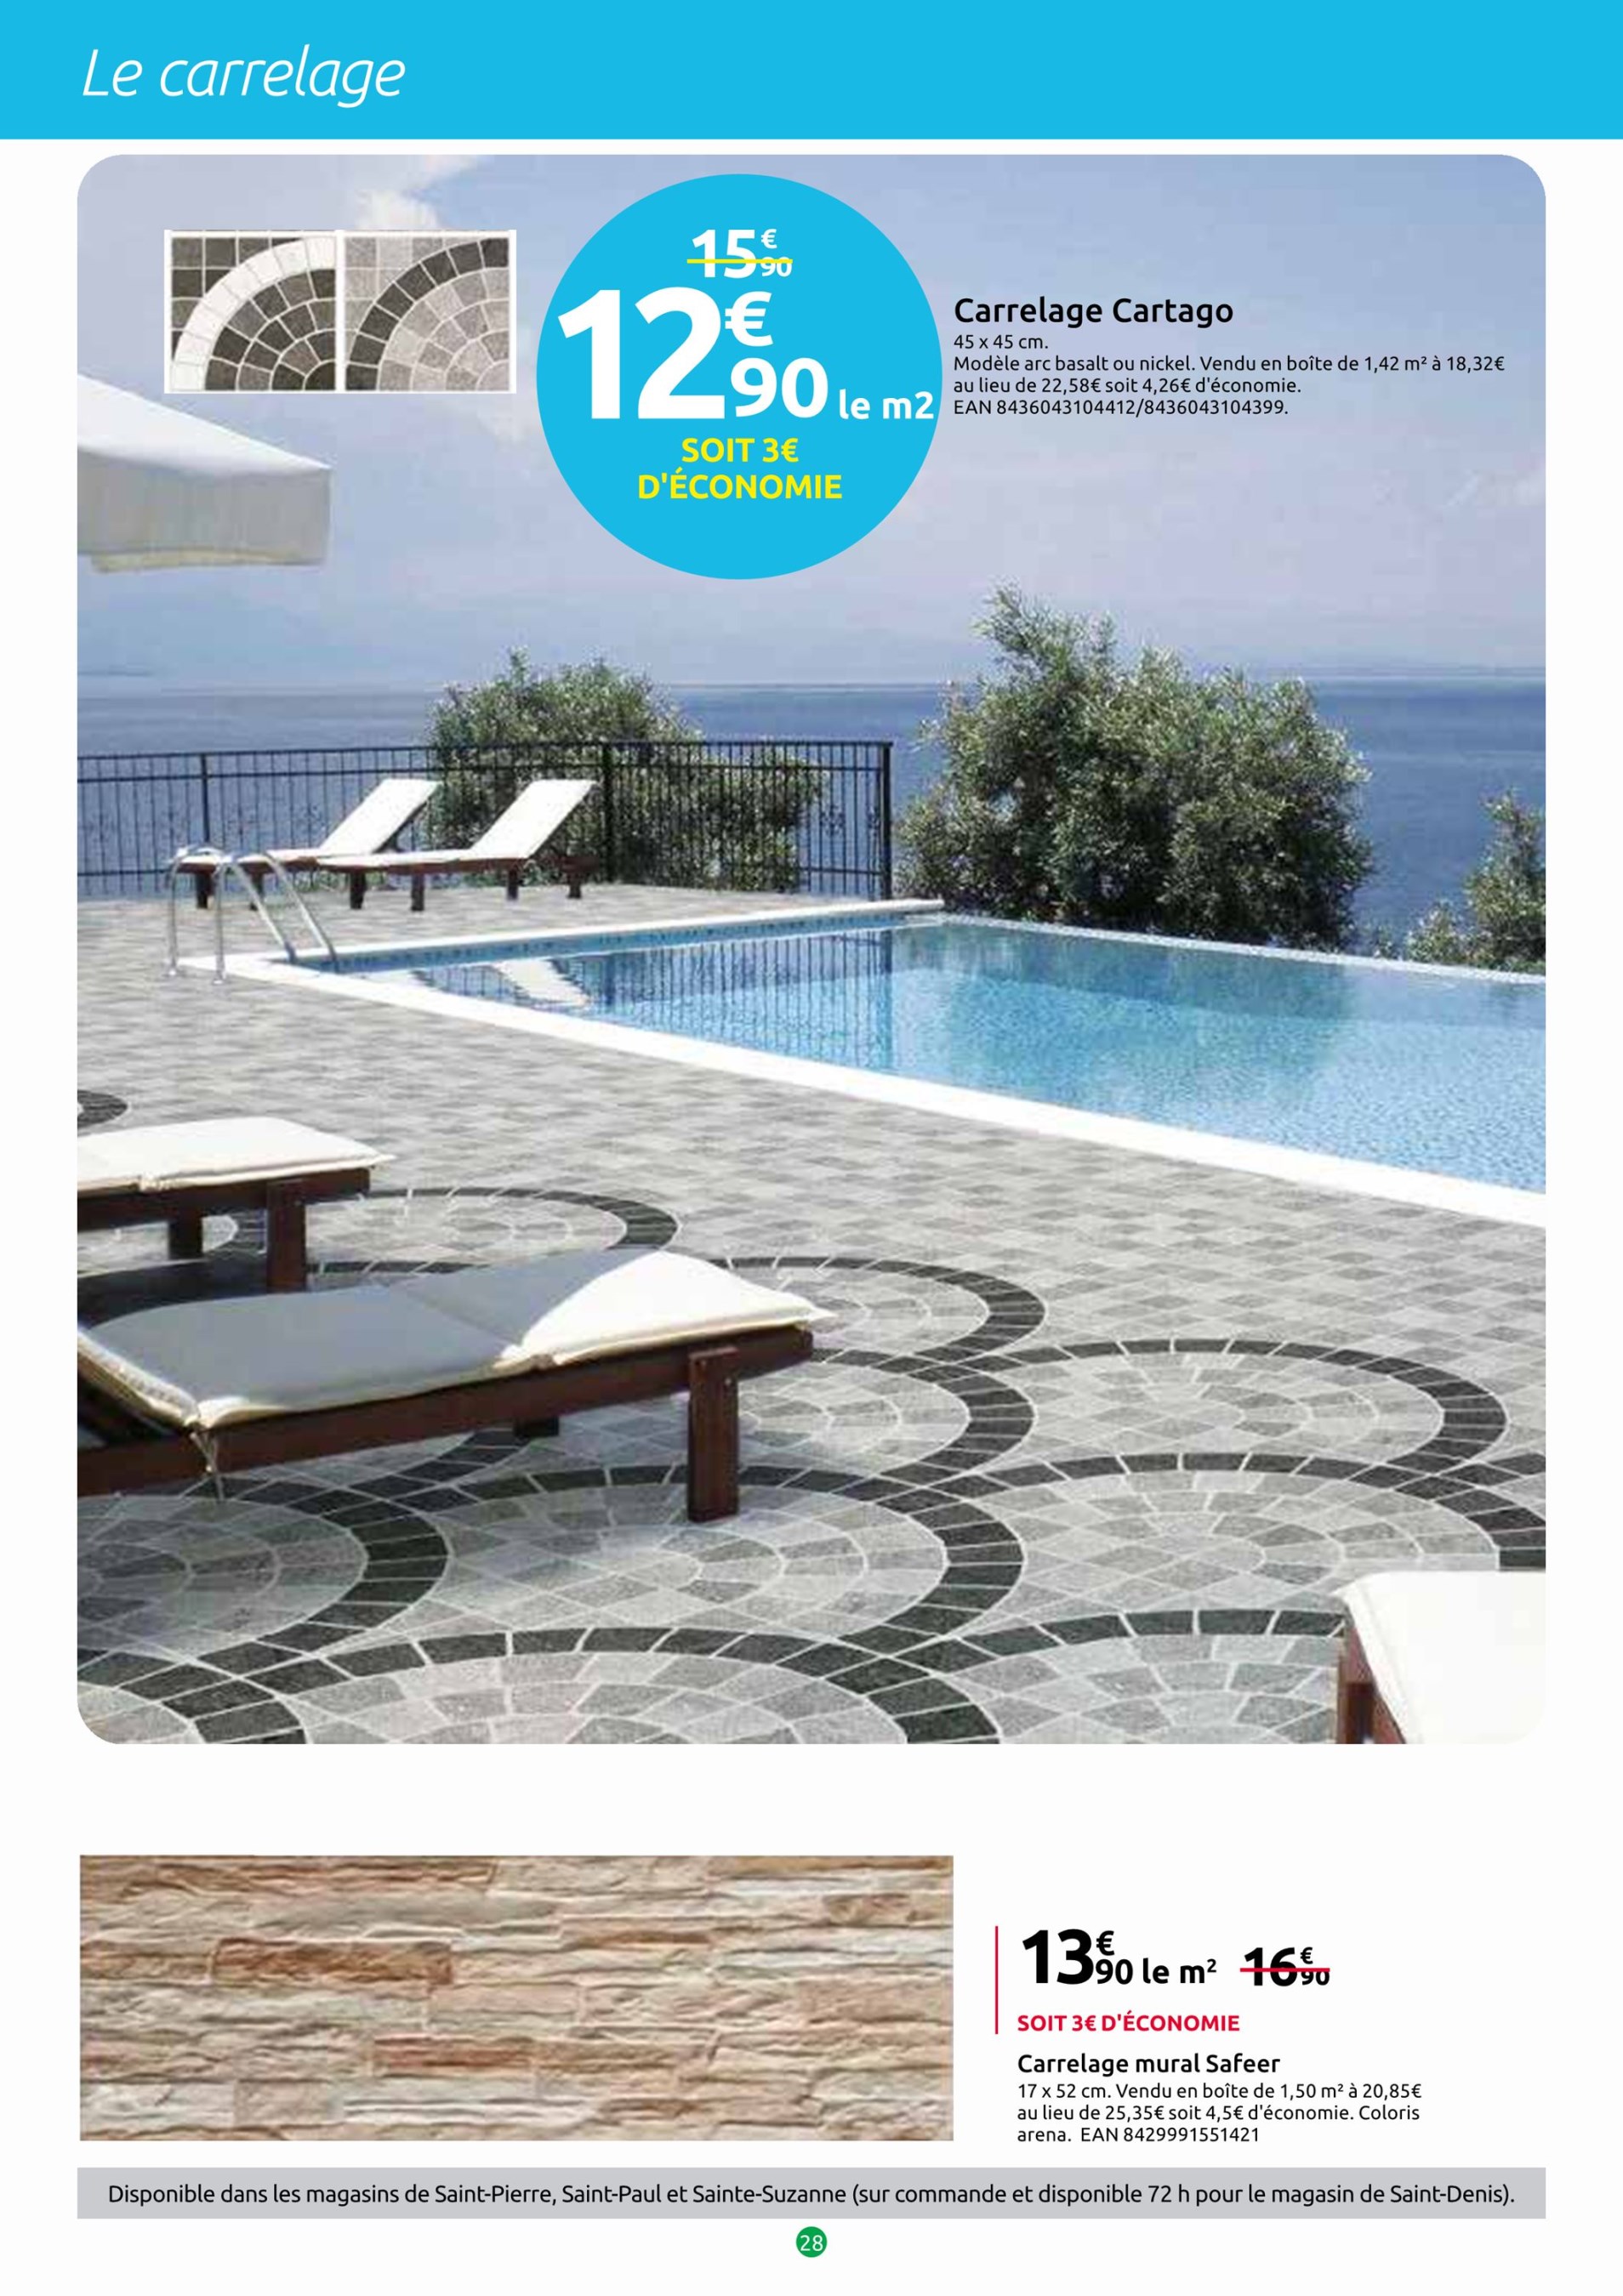 Le carrelage
15€90
12€90 le m2
SOIT 3€
D'ÉCONOMIE
Carrelage Cartago
45 x 45 cm.
Modèle arc basalt ou nickel. Vendu en boîte de 1,42 m² à 18,32€
au lieu de 22,58€ soit 4,26€ d'économie.
EAN 8436043104412/8436043104399.
13€90 le m² 16€90
SOIT 3€ D'ÉCONOMIE
Carrelage mural Safeer
17 x 52 cm. Vendu en boîte de 1,50 m² à 20,85€
au lieu de 25,35€ soit 4,5€ d'économie. Coloris
arena. EAN 8429991551421
Disponible dans les magasins de Saint-Pierre, Saint-Paul et Sainte-Suzanne (sur commande et disponible 72 h pour le magasin de Saint-Denis).
28